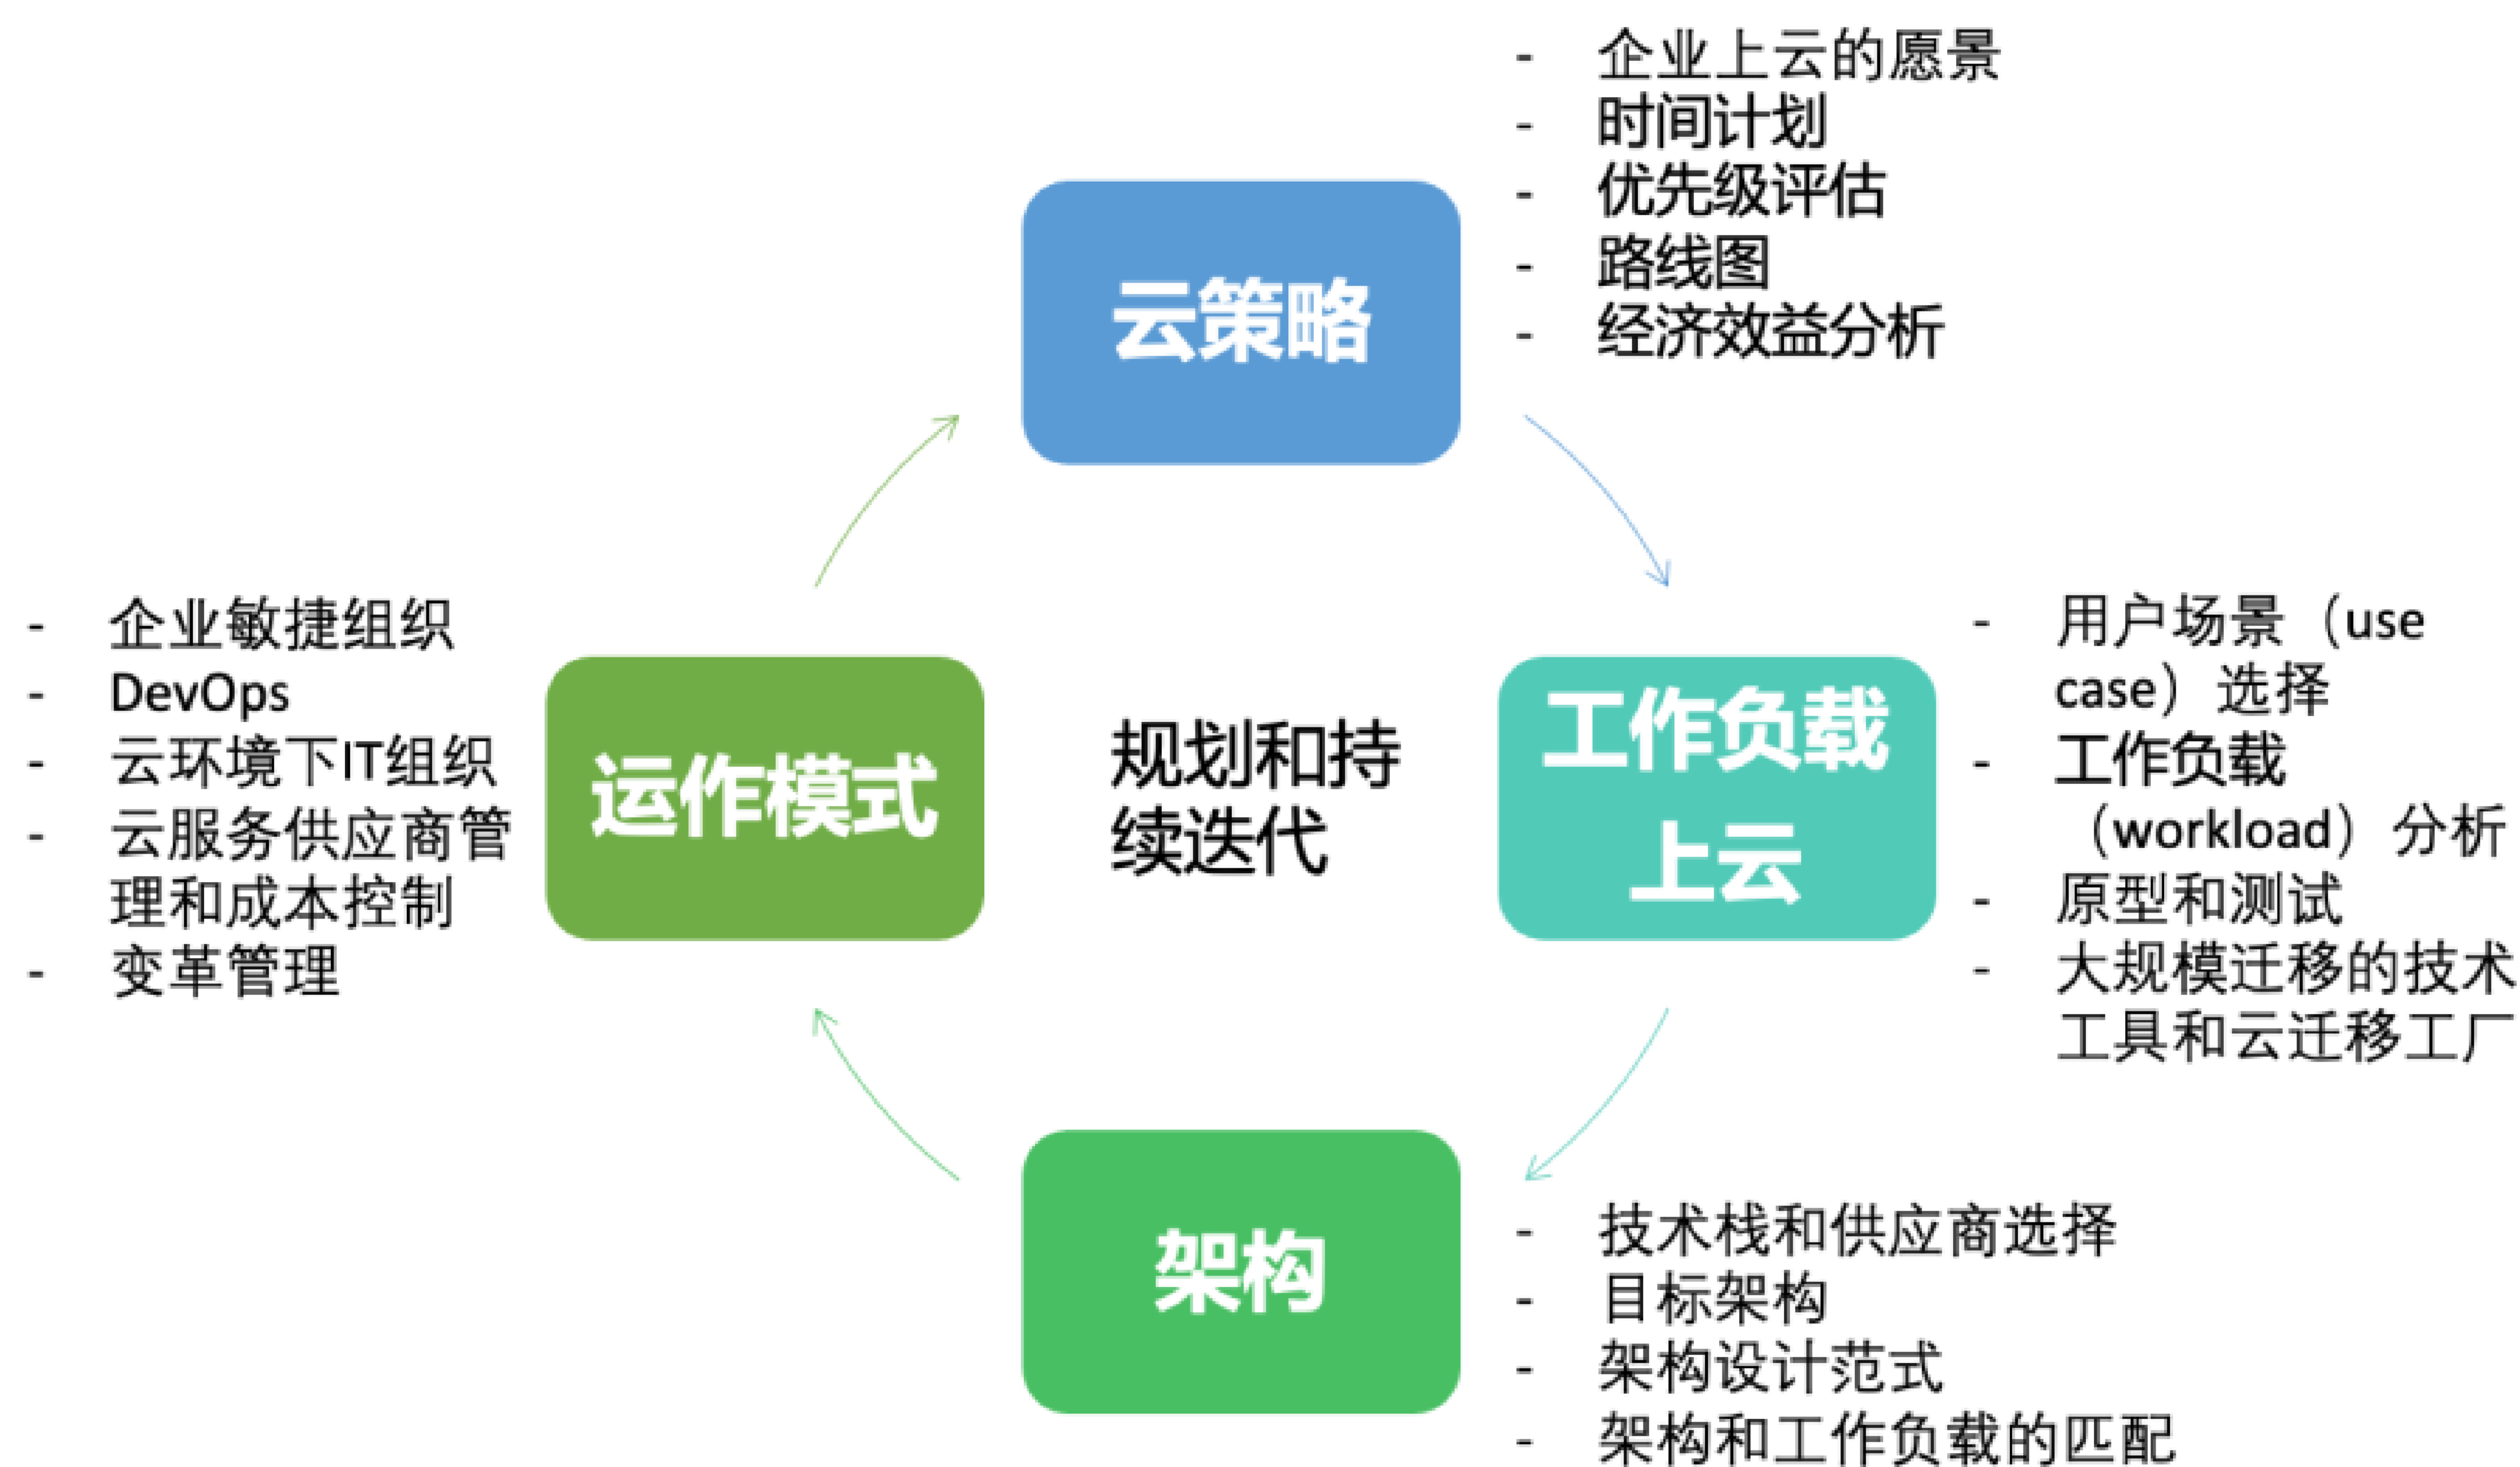 - 企业上云的愿景
- 时间计划
- 优先级评估
- 路线图
- 经济效益分析
云策略
- 企业敏捷组织
- DevOps
- 云环境下IT组织
- 云服务供应商管
理和成本控制
- 变革管理
运作模式
规划和持
续迭代
工作负载
上云
- 用户场景（use
case）选择
- 工作负载
（workload）分析
- 原型和测试
- 大规模迁移的技术
工具和云迁移工厂
架构
- 技术栈和供应商选择
- 目标架构
- 架构设计范式
- 架构和工作负载的匹配